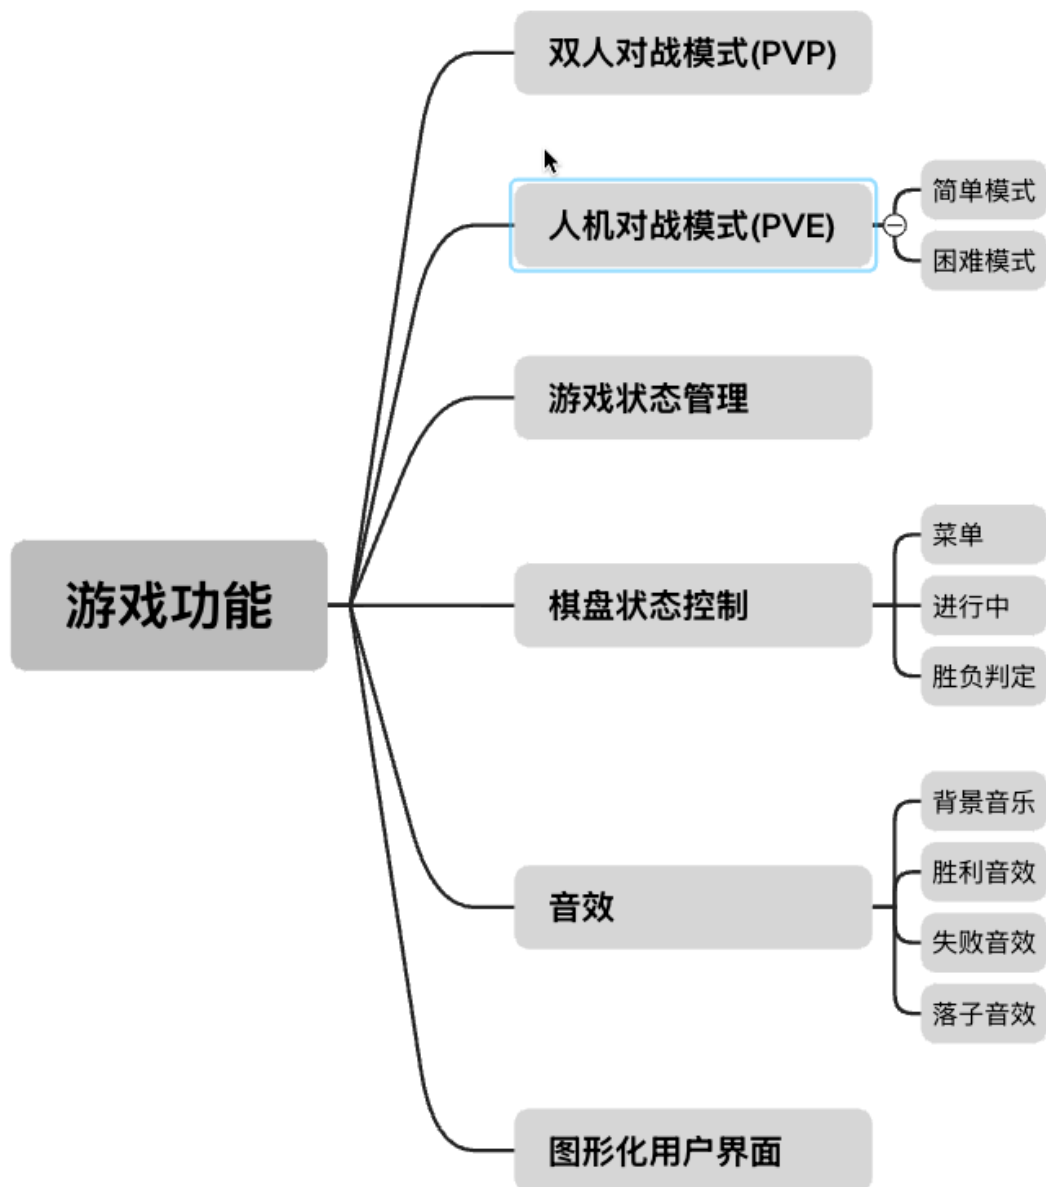 游戏功能
双人对战模式(PVP)
人机对战模式(PVE)
简单模式
困难模式
游戏状态管理
棋盘状态控制
菜单
进行中
胜负判定
音效
背景音乐
胜利音效
失败音效
落子音效
图形化用户界面